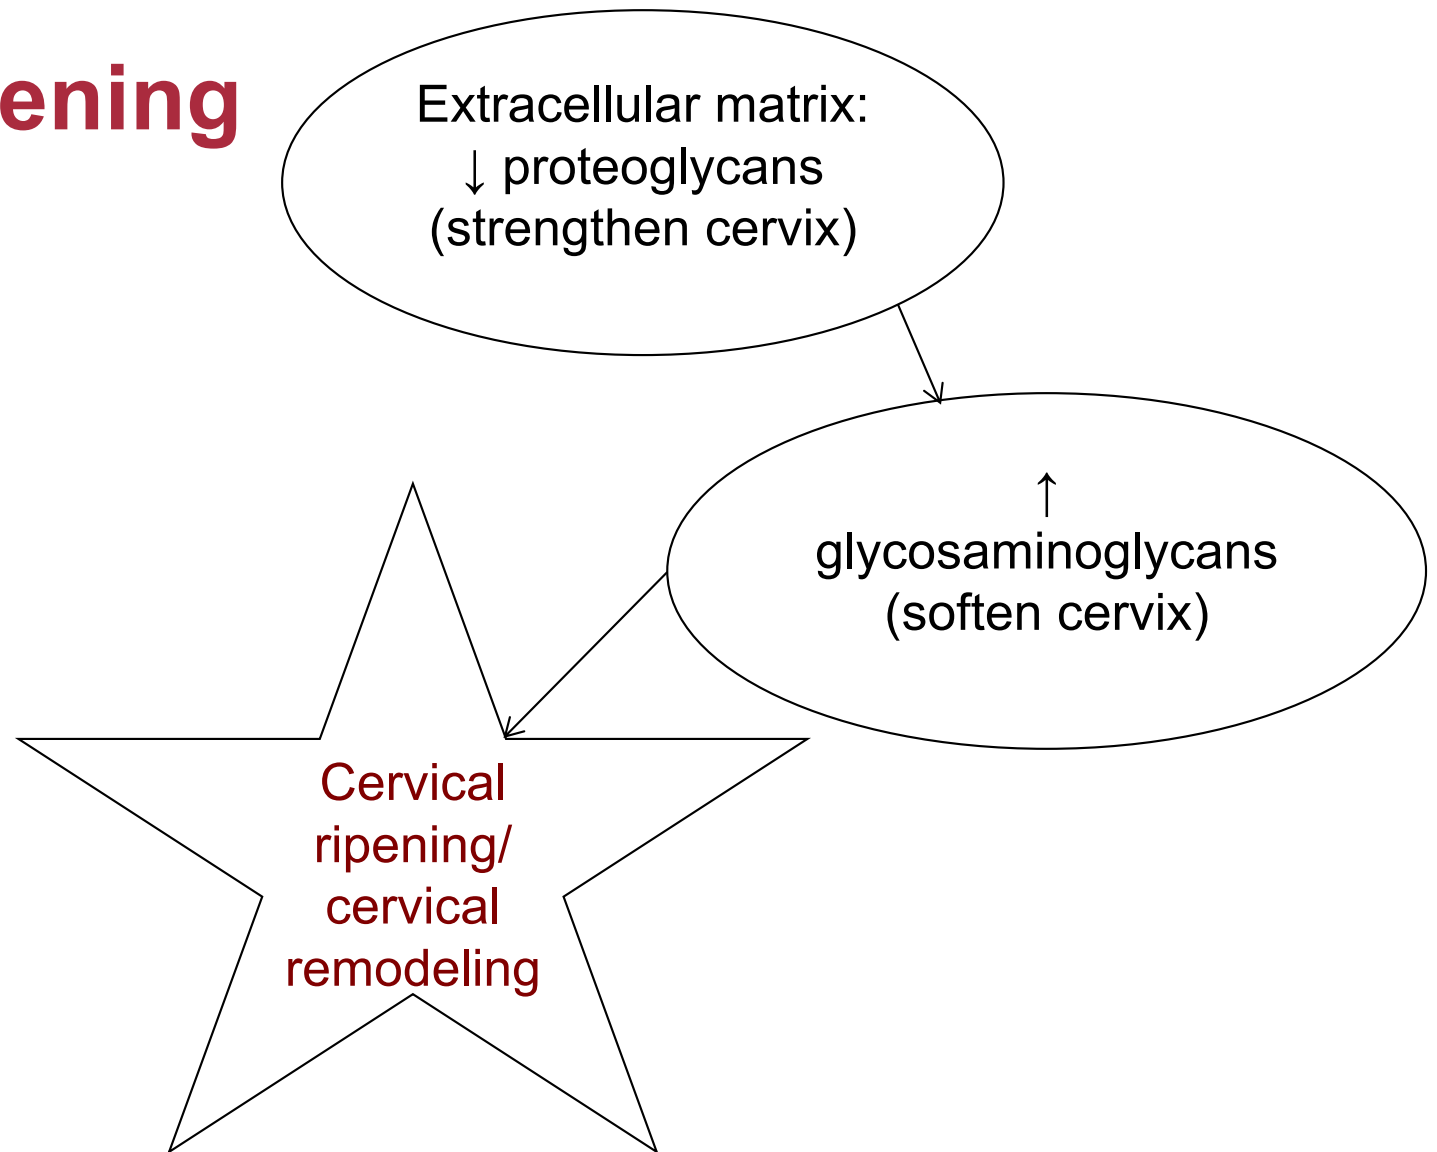 ening
Extracellular matrix:
↓ proteoglycans
(strengthen cervix)
↑
glycosaminoglycans
(soften cervix)
Cervical
ripening/
cervical
remodeling